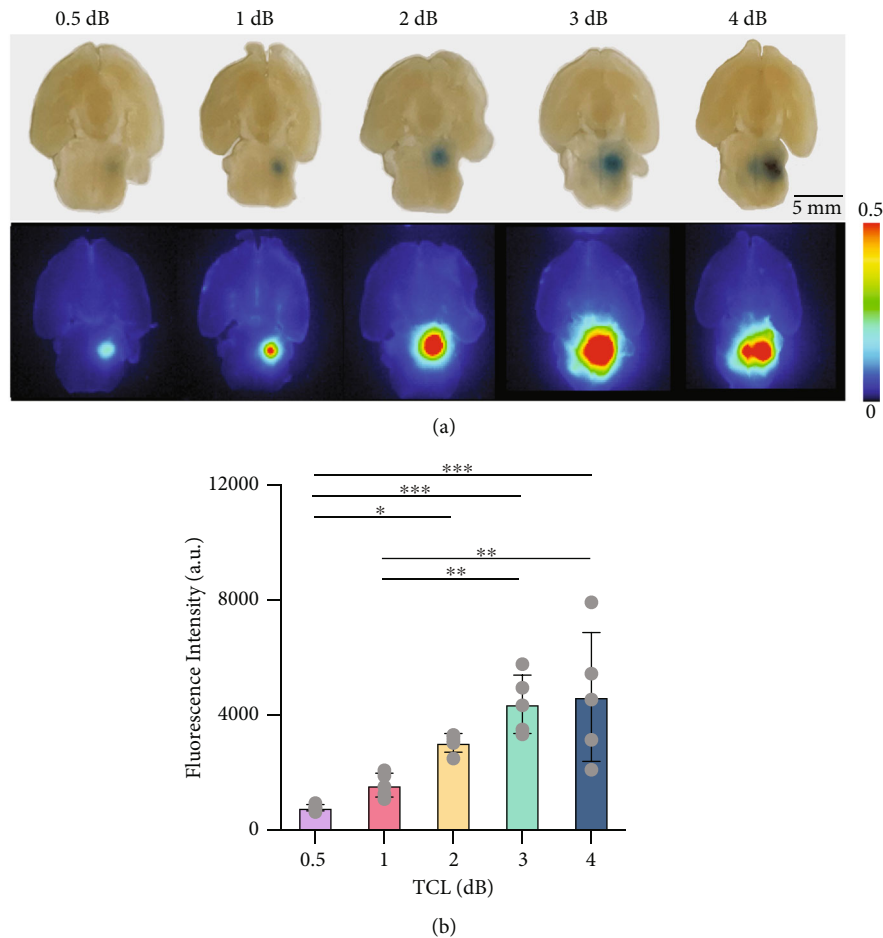 0.5 dB 1 dB 2 dB 3 dB 4 dB
5 mm
0.5
0
(a)
***
12000
***
*
**
**
8000
4000
0
Fluorescence Intensity (a.u.)
0.5 1 2 3 4
TCL (dB)
(b)